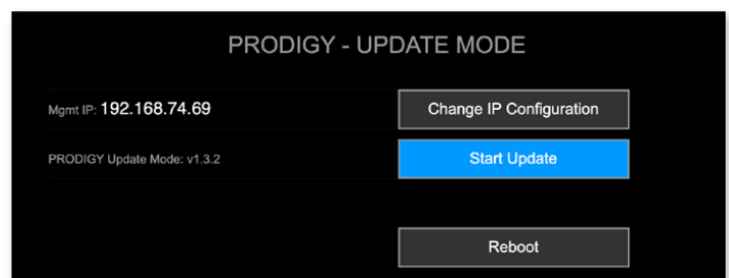 PRODIGY - UPDATE MODE
Mgmt IP: 192.168.74.69
Change IP Configuration
PRODIGY Update Mode: v1.3.2
Start Update
Reboot